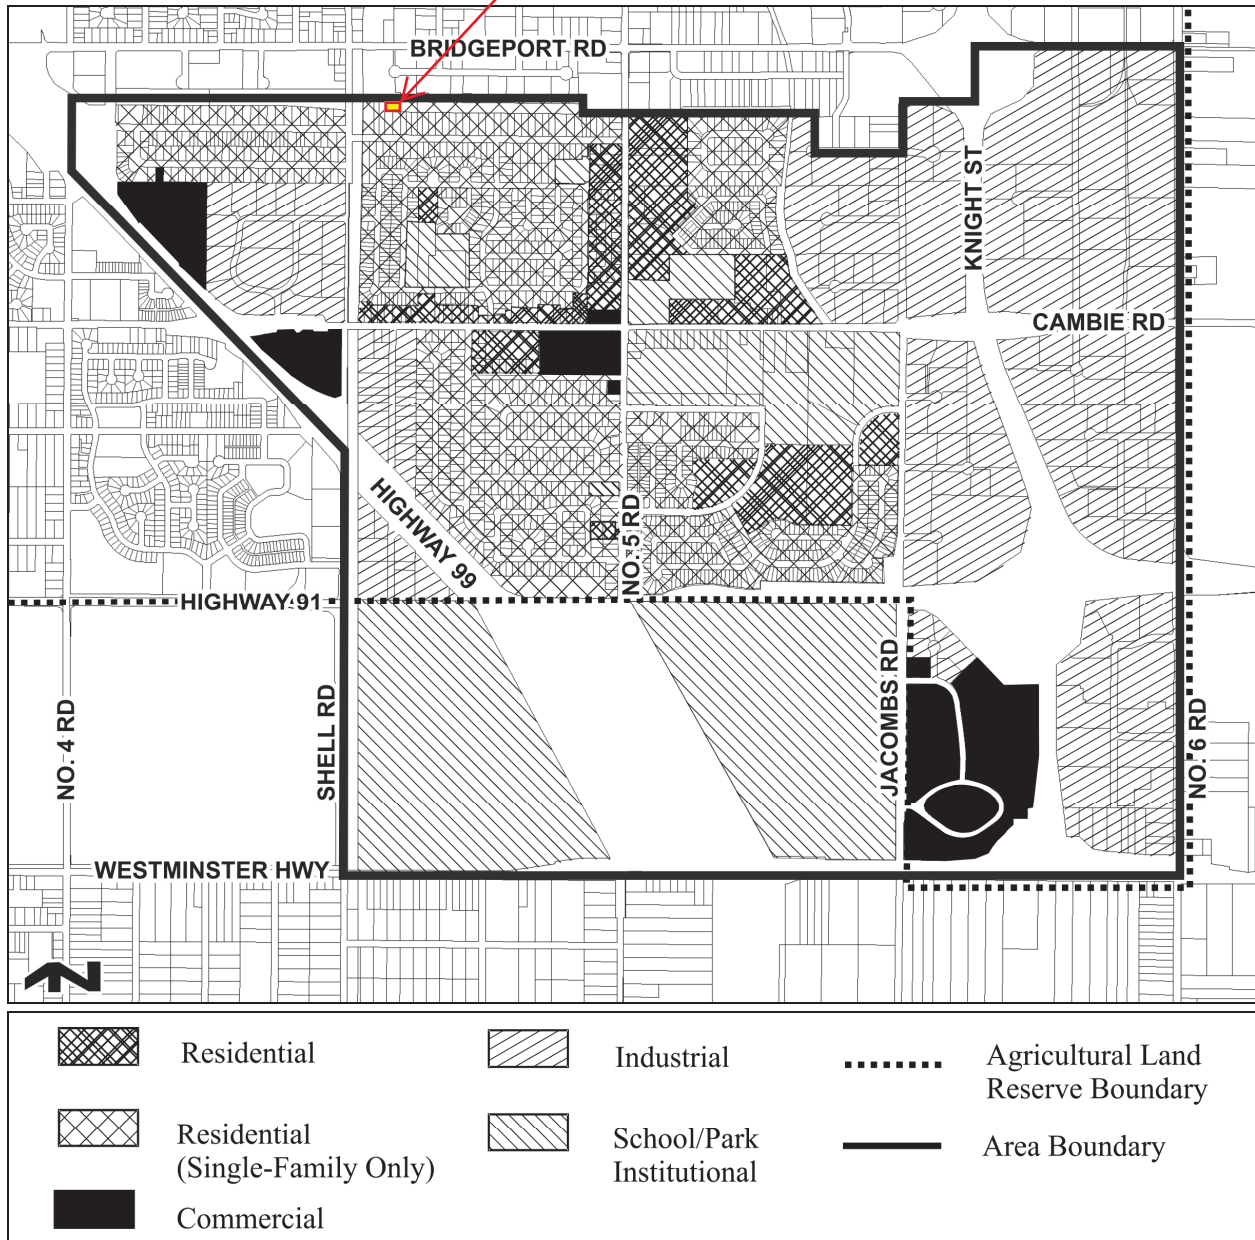 BRIDGEPORT RD
KNIGHT ST
CAMBIE RD
HIGHWAY 99
NO. 5 RD
HIGHWAY 91
NO. 4 RD
SHELL RD
JACOMBS RD
NO. 6 RD
WESTMINSTER HWY
Z
Residential
Industrial
Agricultural Land
Reserve Boundary
Residential
(Single-Family Only)
School/Park
Institutional
Area Boundary
Commercial